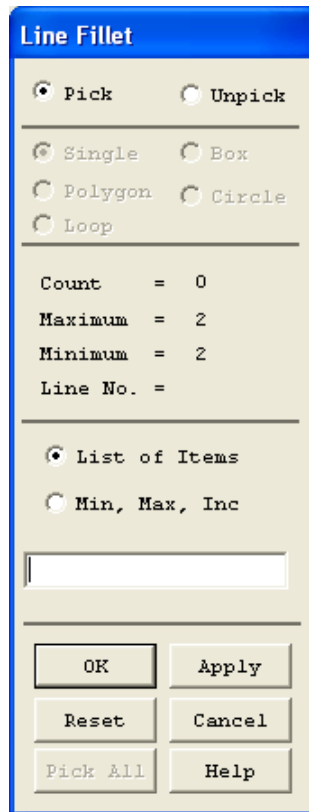 Line Fillet
Pick Unpick
Single Box
Polygon Circle
Loop
Count = 0
Maximum = 2
Minimum = 2
Line No. =
List of Items
Min, Max, Inc
OK Apply
Reset Cancel
Pick All Help